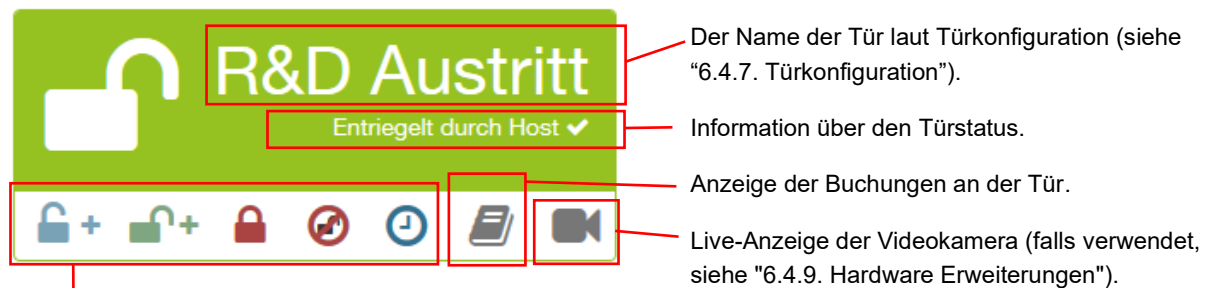 R&D Austritt
Entriegelt durch Host
Der Name der Tür laut Türkonfiguration (siehe
“6.4.7. Türkonfiguration”).
Information über den Türstatus.
Anzeige der Buchungen an der Tür.
Live-Anzeige der Videokamera (falls verwendet,
siehe "6.4.9. Hardware Erweiterungen").